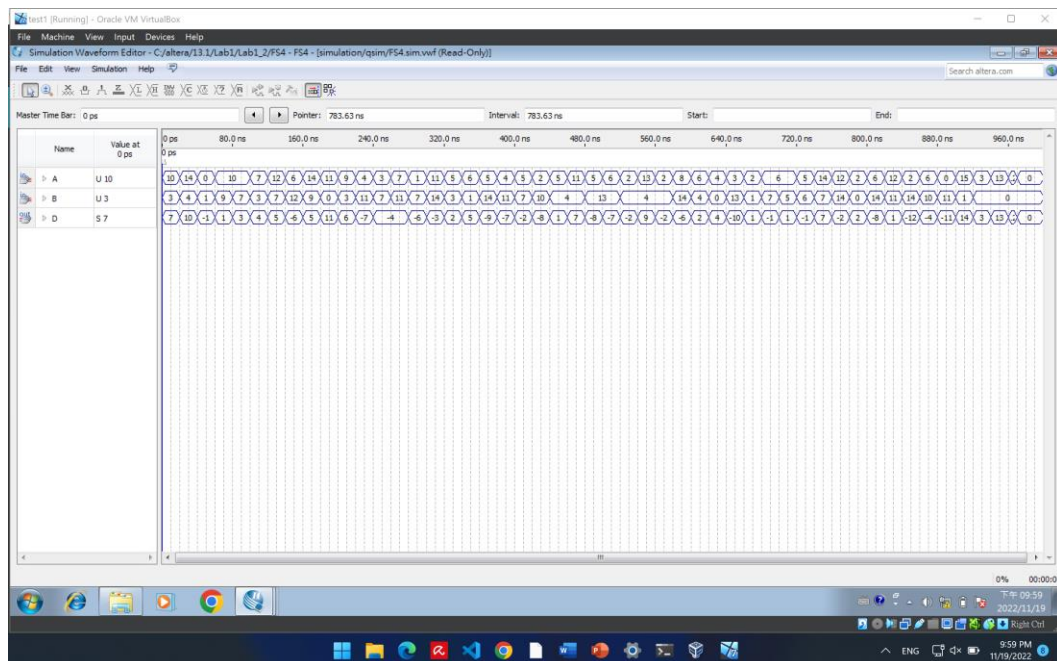 test1 [Running] - Oracle VM VirtualBox
File Machine View Input Devices Help
Simulation Waveform Editor - C:/altera/13.1/Lab1/Lab1_2/FS4 - FS4 - [simulation/qsim/FS4.sim.vwf (Read-Only)]
File Edit View Simulation Help
Search altera.com
Master Time Bar: 0 ps Pointer: 783.63 ns Interval: 783.63 ns Start: End:
Name Value at 0 ps
0 ps 80.0 ns 160.0 ns 240.0 ns 320.0 ns 400.0 ns 480.0 ns 560.0 ns 640.0 ns 720.0 ns 800.0 ns 880.0 ns 960.0 ns
0 ps
A U 10 10 14 0 10 7 12 6 14 11 9 4 3 7 1 11 5 6 5 4 5 2 5 11 5 6 2 13 2 8 6 4 3 2 6 5 14 12 2 6 12 2 6 0 15 3 13 0
B U 3 3 4 1 9 7 3 7 12 9 0 3 11 7 11 7 14 3 1 14 11 7 10 4 13 4 14 4 0 13 1 7 5 6 7 14 0 14 11 14 10 11 1 0
D S 7 7 10 -1 1 3 4 5 -6 5 11 6 -7 -4 -6 -3 2 5 -9 -7 -2 -8 1 7 -8 -7 -2 9 -2 -6 2 4 -10 1 -1 1 -1 7 -2 2 -8 1 -12 -4 -11 14 3 13 0
0% 00:00:0
下午 09:59
2022/11/19
Right Ctrl
ENG 9:59 PM
11/19/2022